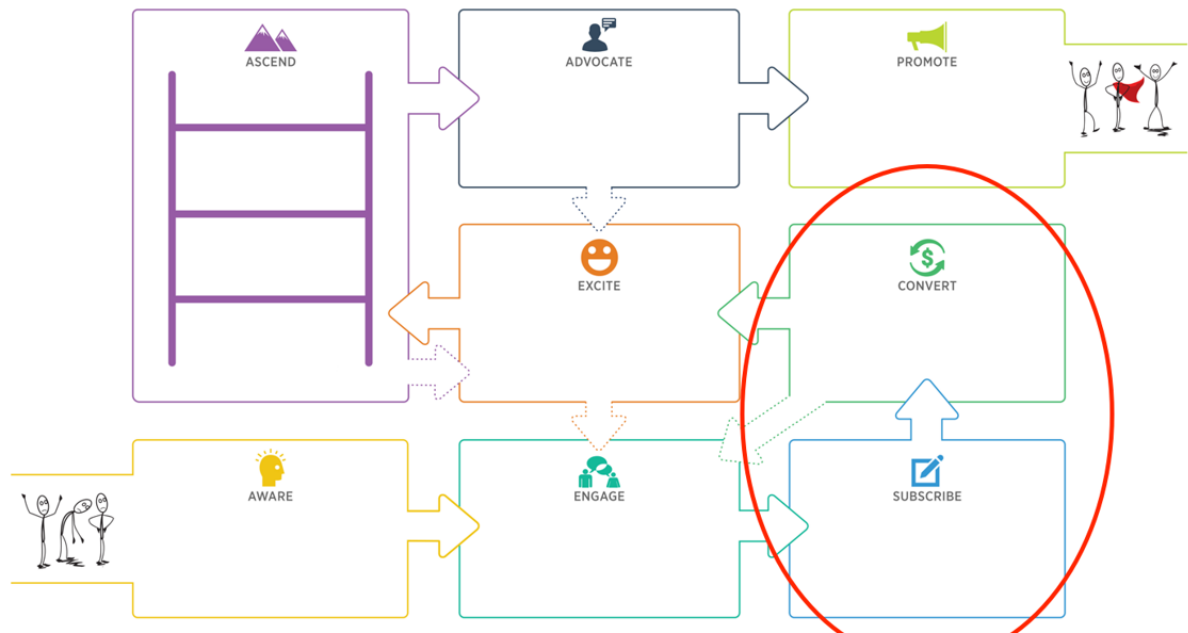 ASCEND
ADVOCATE
PROMOTE
EXCITE
$
CONVERT
AWARE
ENGAGE
SUBSCRIBE